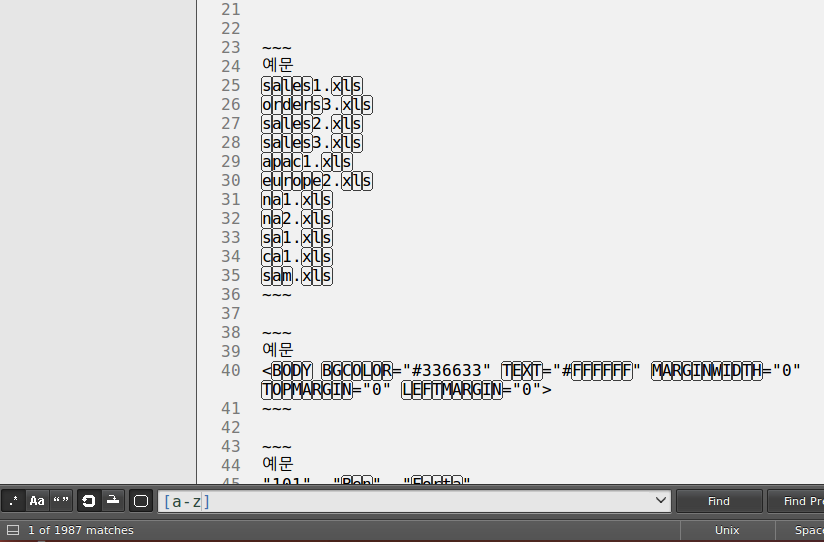 21
22
23 ~~~
24 예문
25 sales1.xls
26 orders3.xls
27 sales2.xls
28 sales3.xls
29 apac1.xls
30 europe2.xls
31 na1.xls
32 na2.xls
33 sa1.xls
34 ca1.xls
35 sam.xls
36 ~~~
37
38 ~~~
39 예문
40 <BODY BGCOLOR="#336633" TEXT="#FFFFFF" MARGINWIDTH="0"
TOPMARGIN="0" LEFTMARGIN="0">
41 ~~~
42
43 ~~~
44 예문
45 "101", "Ben", "Forta"
.* Aa “” [a-z] Find Find Pre
1 of 1987 matches Unix Space